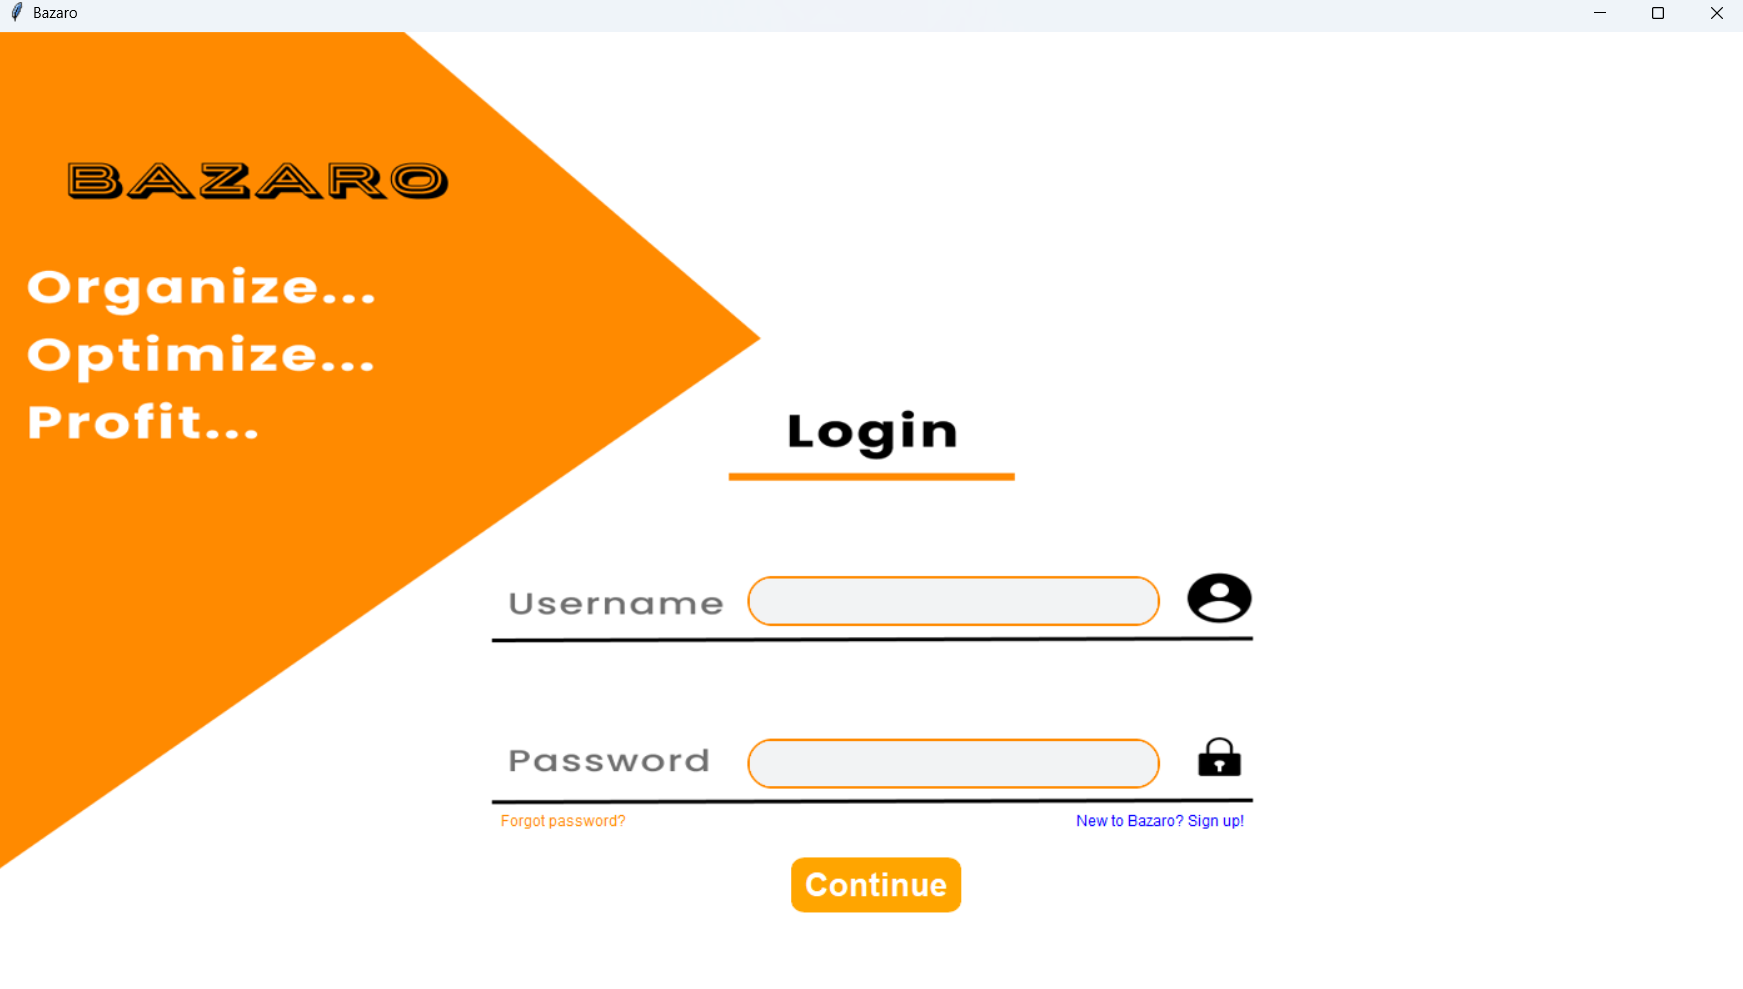 Bazaro
BAZARO
Organize...
Optimize...
Profit...
Login
Username
Password
Forgot password?
New to Bazaro? Sign up!
Continue